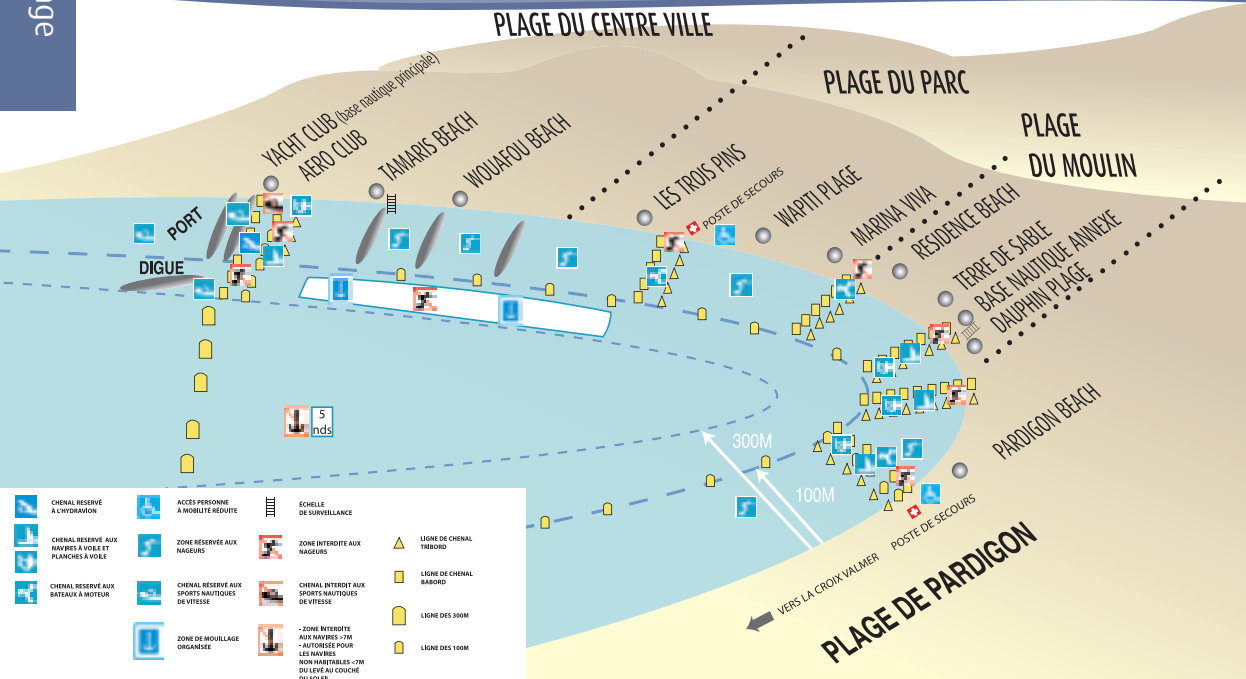 ge
PLAGE DU CENTRE VILLE
PLAGE DU PARC
PLAGE
DU MOULIN
YACHT CLUB (base nautique principale)
AERO CLUB
TAMARIS BEACH
WOUAFOU BEACH
LES TROIS PINS
POSTE DE SECOURS
WAPITI PLAGE
MARINA VIVA
RESIDENCE BEACH
TERRE DE SABLE
BASE NAUTIQUE ANNEXE
DAUPHN PLAGE
PORT
DIGUE
5
nds
300M
100M
PARDIGON BEACH
POSTE DE SECOURS
VERS LA CROIX VALMER
PLAGE DE PARDIGON
CHENAL RESERVÉ
À L'HYDRAVION
CHENAL RESERVÉ AUX
NAVIRES À VOILE ET
PLANCHES À VOILE
CHENAL RESERVÉ AUX
BATEAUX À MOTEUR
ACCÈS PERSONNE
À MOBILITÉ RÉDUITE
ZONE RÉSERVÉE AUX
NAGEURS
CHENAL RÉSERVÉ AUX
SPORTS NAUTIQUES
DE VITESSE
ZONE DE MOUILLAGE
ORGANISÉE
ÉCHELLE
DE SURVEILLANCE
ZONE INTERDITE AUX
NAGEURS
CHENAL INTERDIT AUX
SPORTS NAUTIQUES
DE VITESSE
- ZONE INTERDITE
AUX NAVIRES >7M
- AUTORISÉE POUR
LES NAVIRES
NON HABITABLES <7M
DU LEVÉ AU COUCHÉ
DU SOLEIL
LIGNE DE CHENAL
TRIBORD
LIGNE DE CHENAL
BABORD
LIGNE DES 300M
LIGNE DES 100M